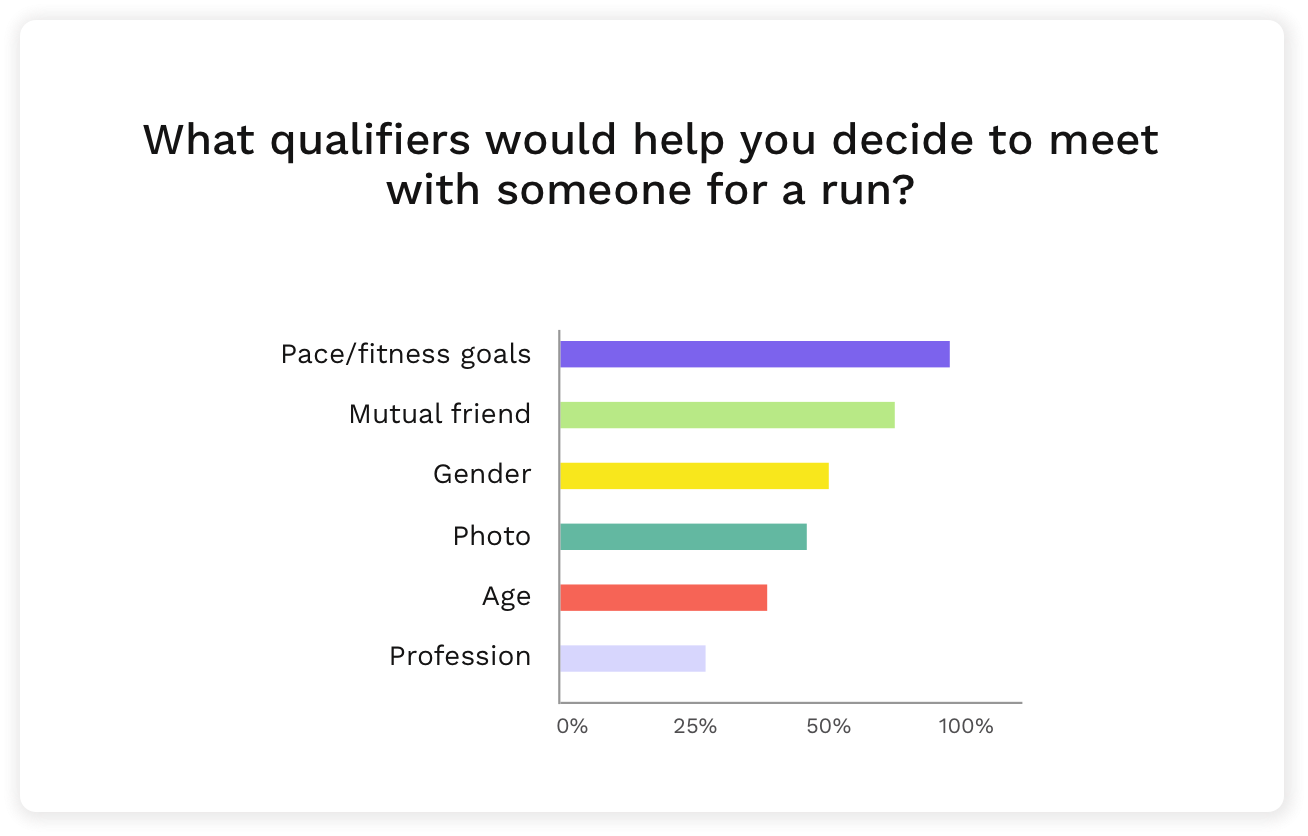 What qualifiers would help you decide to meet
with someone for a run?
Pace/fitness goals
Mutual friend
Gender
Photo
Age
Profession
0% 25% 50% 100%